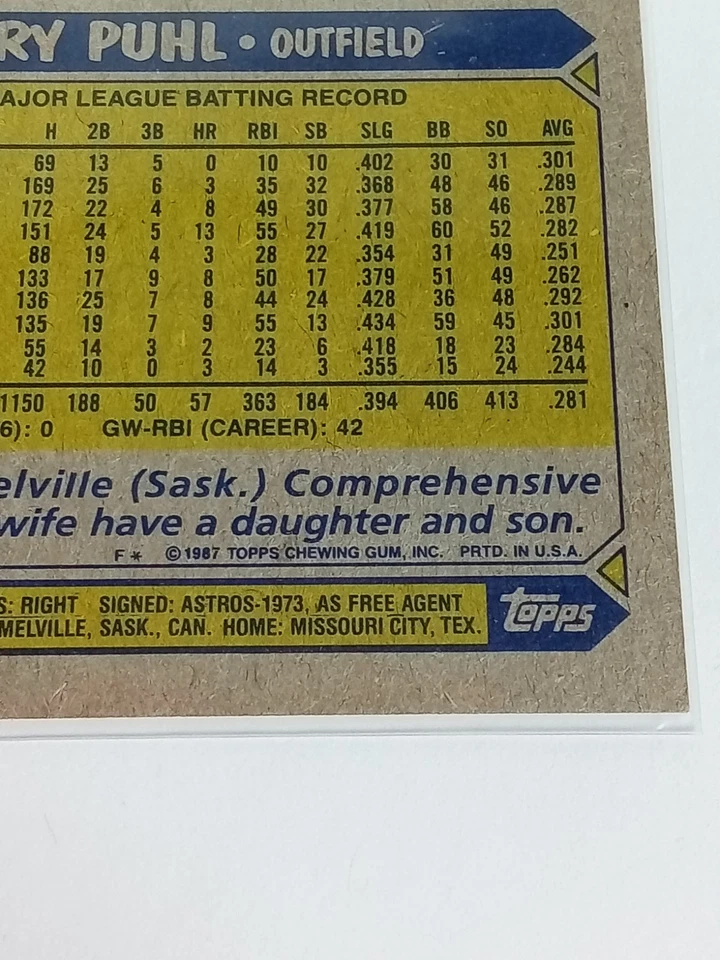 RY PUHL • OUTFIELD
AJOR LEAGUE BATTING RECORD
H 2B 3B HR RBI SB SLG BB SO AVG
69 13 5 0 10 10 .402 30 31 .301
169 25 6 3 35 32 .368 48 46 .289
172 22 4 8 49 30 .377 58 46 .287
151 24 5 13 55 27 .419 60 52 .282
88 19 4 3 28 22 .354 31 49 .251
133 17 9 8 50 17 .379 51 49 .262
136 25 7 8 44 24 .428 36 48 .292
135 19 7 9 55 13 .434 59 45 .301
55 14 3 2 23 6 .418 18 23 .284
42 10 0 3 14 3 .355 15 24 .244
1150 188 50 57 363 184 .394 406 413 .281
6): 0 GW-RBI (CAREER): 42
elville (Sask.) Comprehensive
wife have a daughter and son.
F* ©1987 TOPPS CHEWING GUM, INC. PRTD. IN U.S.A.
S: RIGHT SIGNED: ASTROS-1973, AS FREE AGENT
MELVILLE, SASK., CAN. HOME: MISSOURI CITY, TEX.
topps